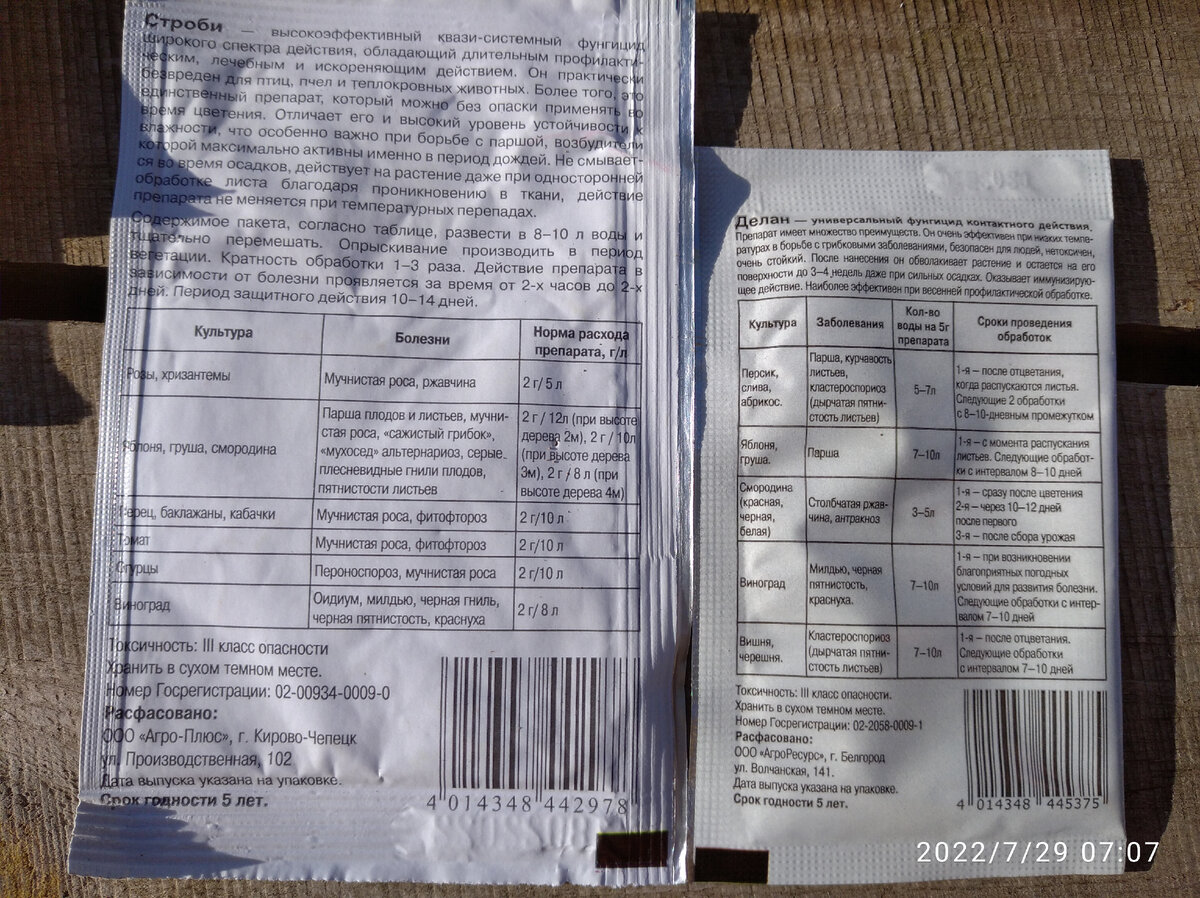 Строби — высокоэффективный квази-системный фунгицид
широкого спектра действия, обладающий длительным профилакти-
ческим, лечебным и искореняющим действием. Он практически
безвреден для птиц, пчел и теплокровных животных. Более того, это
единственный препарат, который можно без опаски применять во
время цветения. Отличает его и высокий уровень устойчивости к
влажности, что особенно важно при борьбе с паршой, возбудители
которой максимально активны именно в период дождей. Не смывает-
ся во время осадков, действует на растение даже при односторонней
обработке листа благодаря проникновению в ткани, действие
препарата не меняется при температурных перепадах.
Содержимое пакета, согласно таблице, развести в 8–10 л воды и
тщательно перемешать. Опрыскивание производить в период
вегетации. Кратность обработки 1–3 раза. Действие препарата в
зависимости от болезни проявляется за время от 2-х часов до 2-х
дней. Период защитного действия 10–14 дней.
Культура
Болезни
Норма расхода
препарата, г/л
Розы, хризантемы
Мучнистая роса, ржавчина
2 г/ 5 л
Яблоня, груша, смородина
Парша плодов и листьев, мучни-
стая роса, «сажистый грибок»,
«мухосед» альтернариоз, серые
плесневидные гнили плодов,
пятнистости листьев
2 г / 12л (при высоте
дерева 2м), 2 г / 10л
(при высоте дерева
3м), 2 г / 8 л (при
высоте дерева 4м)
Перец, баклажаны, кабачки
Мучнистая роса, фитофтороз
2 г/10 л
Томат
Мучнистая роса, фитофтороз
2 г/10 л
Огурцы
Пероноспороз, мучнистая роса
2 г/10 л
Виноград
Оидиум, милдью, черная гниль,
черная пятнистость, краснуха
2 г/ 8 л
Токсичность: III класс опасности
Хранить в сухом темном месте.
Номер Госрегистрации: 02-00934-0009-0
Расфасовано:
ООО «Агро-Плюс», г. Кирово-Чепецк
ул. Производственная, 102
Дата выпуска указана на упаковке.
Срок годности 5 лет.
4 014348 442978
Делан — универсальный фунгицид контактного действия.
Препарат имеет множество преимуществ. Он очень эффективен при низких темпе-
ратурах в борьбе с грибковыми заболеваниями, безопасен для людей, нетоксичен,
очень стойкий. После нанесения он обволакивает растение и остается на его
поверхности до 3–4 недель даже при сильных осадках. Оказывает иммунизирую-
щее действие. Наиболее эффективен при весенней профилактической обработке.
Культура
Заболевания
Кол-во
воды на 5г
препарата
Сроки проведения
обработок
Персик,
слива,
абрикос.
Парша, курчавость
листьев,
клястероспориоз
(дырчатая пятни-
стость листьев)
5–7л
1-я – после отцветания,
когда распускаются листья.
Следующие 2 обработки
с 8–10-дневным промежутком
Яблоня,
груша.
Парша
7–10л
1-я – с момента распускания
листьев. Следующие обработ-
ки с интервалом 8–10 дней
Смородина
(красная,
черная,
белая)
Столбчатая ржав-
чина, антракноз
3–5л
1-я – сразу после цветения
2-я – через 10–12 дней
после первого
3-я – после сбора урожая
Виноград
Милдью, черная
пятнистость,
краснуха.
7–10л
1-я – при возникновении
благоприятных погодных
условий для развития болезни.
Следующие обработки с интер-
валом 7–10 дней
Вишня,
черешня.
Клястероспориоз
(дырчатая пятни-
стость листьев)
7–10л
1-я – после отцветания.
Следующие обработки
с интервалом 7–10 дней
Токсичность: III класс опасности.
Хранить в сухом темном месте.
Номер Госрегистрации: 02-2058-0009-1
Расфасовано:
ООО «АгроРесурс», г. Белгород
ул. Волчанская, 141.
Дата выпуска указана на упаковке.
Срок годности 5 лет.
4 014348 445375
2022/7/29 07:07